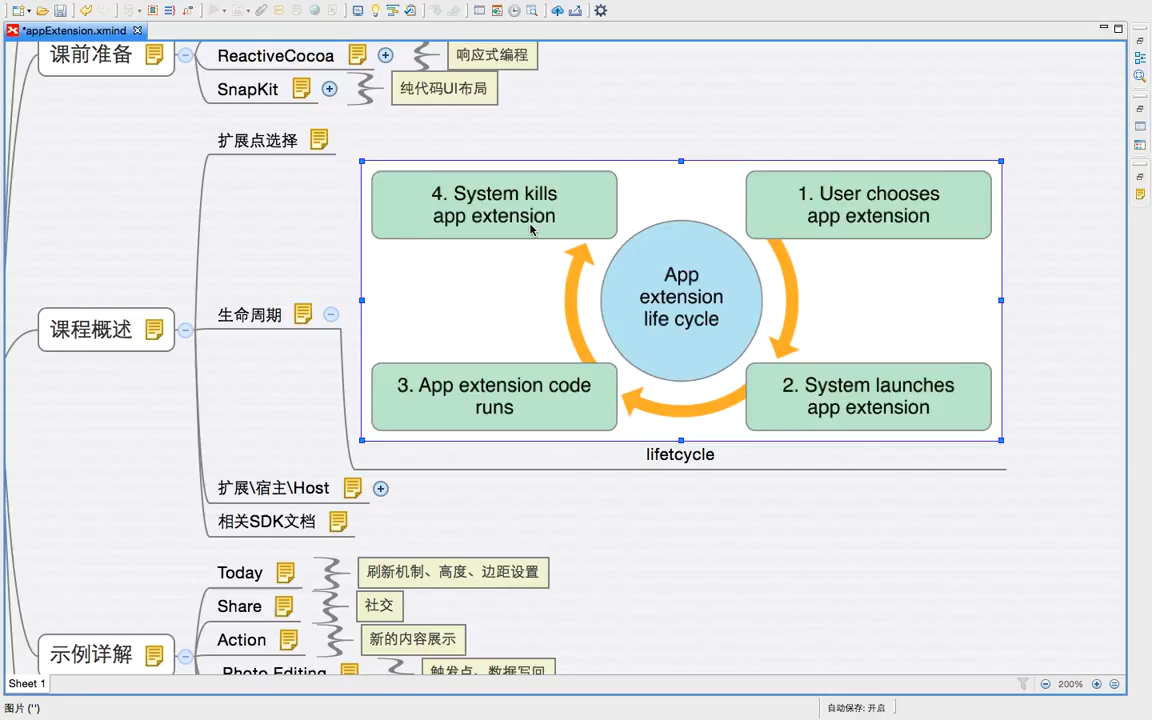 *appExtension.xmind
课前准备
ReactiveCocoa
响应式编程
SnapKit
纯代码UI布局
扩展点选择
4. System kills
app extension
1. User chooses
app extension
App
extension
life cycle
课程概述
生命周期
3. App extension code
runs
2. System launches
app extension
lifetcycle
扩展\宿主\Host
相关SDK文档
Today
刷新机制、高度、边距设置
Share
社交
Action
新的内容展示
示例详解
Photo Editing
触发点、数据写回
Sheet 1
200%
图片 ('')
自动保存: 开启